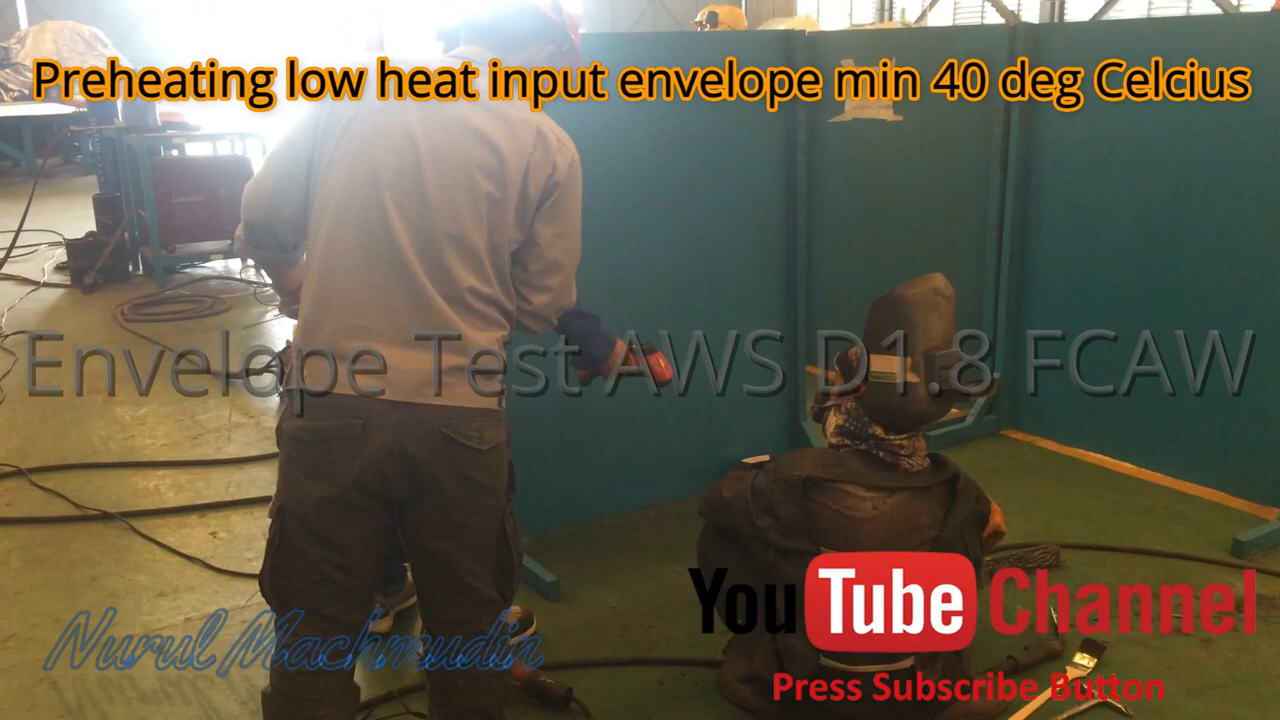 Preheating low heat input envelope min 40 deg Celcius
Envelope Test AWS D1.8 FCAW
Nurul Machmudin
YouTube Channel
Press Subscribe Button